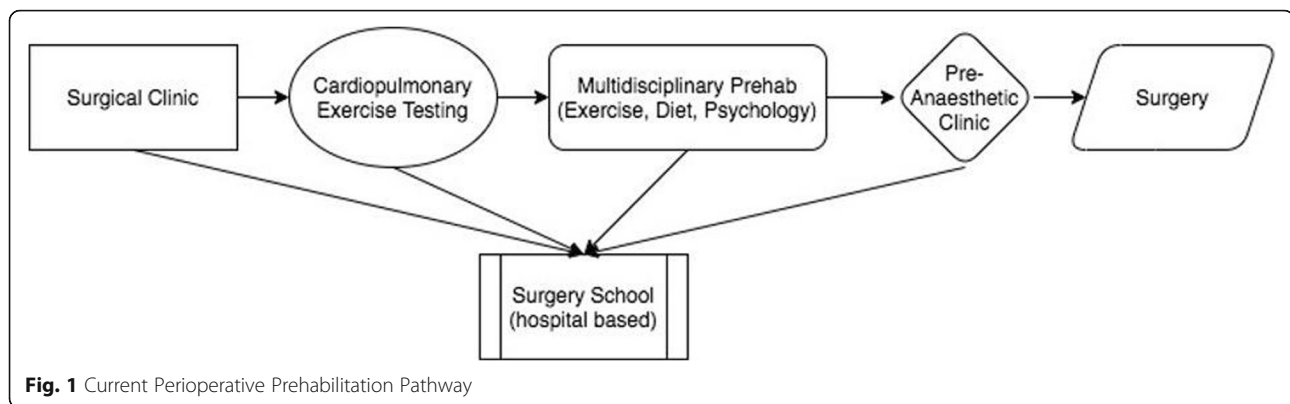 Surgical Clinic
Cardiopulmonary
Exercise Testing
Multidisciplinary Prehab
(Exercise, Diet, Psychology)
Pre-
Anaesthetic
Clinic
Surgery
Surgery School
(hospital based)
Fig. 1 Current Perioperative Prehabilitation Pathway